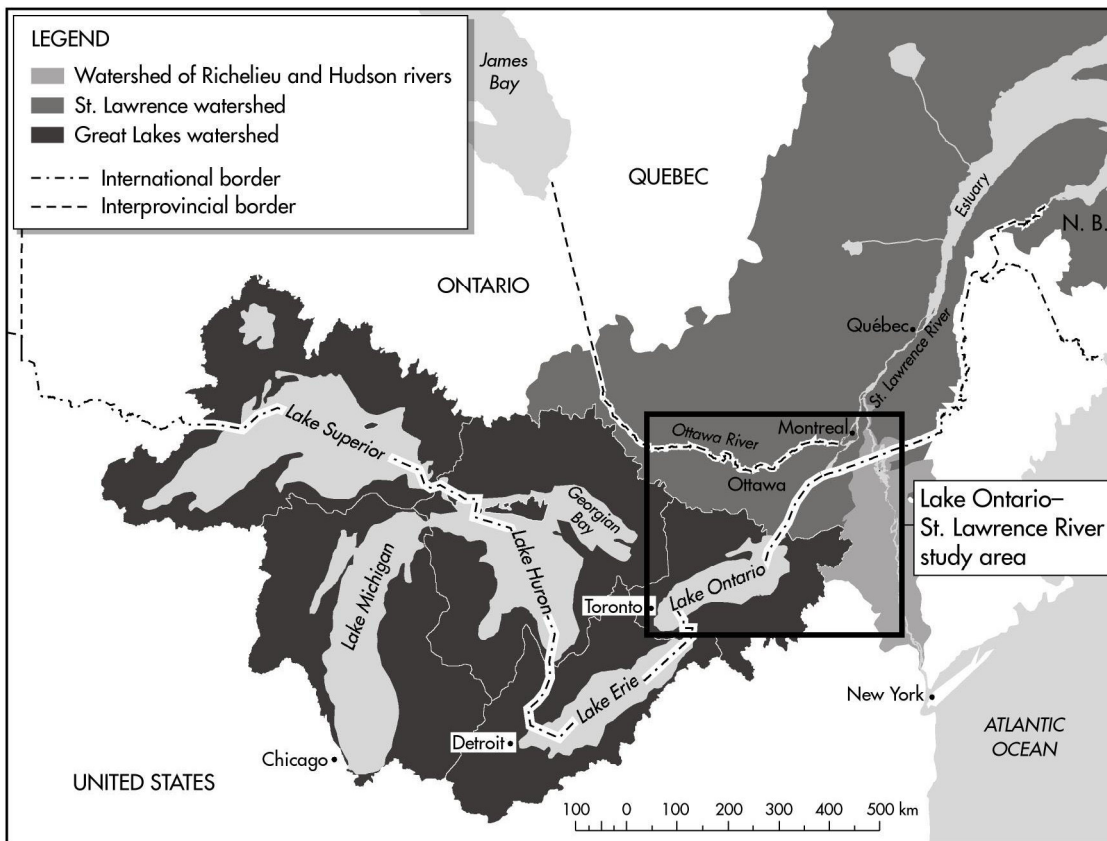 LEGEND
Watershed of Richelieu and Hudson rivers
St. Lawrence watershed
Great Lakes watershed
International border
Interprovincial border
James
Bay
QUEBEC
ONTARIO
Estuary
N. B.
Québec
St. Lawrence River
Montreal
Ottawa River
Ottawa
Lake Superior
Georgian
Bay
Lake Huron
Lake Michigan
Lake Ontario–
St. Lawrence River
study area
Lake Ontario
Toronto
Lake Erie
Detroit
Chicago
New York
ATLANTIC
OCEAN
UNITED STATES
100 0 100 200 300 400 500 km